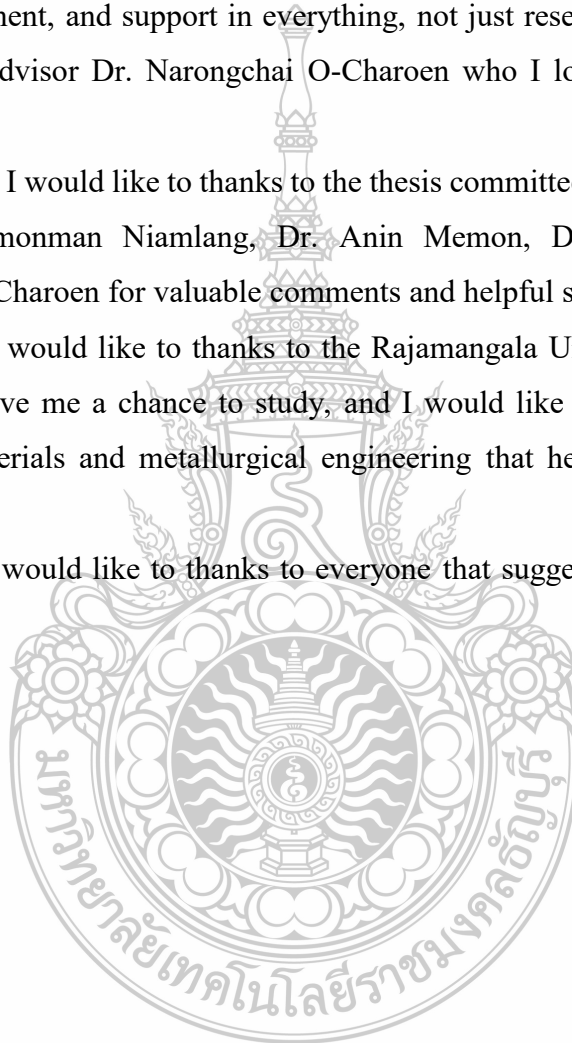 ment, and support in everything, not just rese
dvisor Dr. Narongchai O-Charoen who I lo
I would like to thanks to the thesis committe
monman Niamlang, Dr. Anin Memon, D
Charoen for valuable comments and helpful s
would like to thanks to the Rajamangala U
ve me a chance to study, and I would like
erials and metallurgical engineering that he
would like to thanks to everyone that sugge
มหาวิทยาลัยเทคโนโลยีราชมงคลธัญบุรี